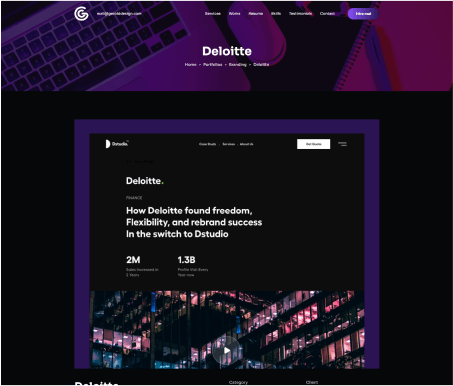 mail@geralddesign.com
Services Works Resume Skills Testimonials Contact Hire me!
Deloitte
Home • Portfolios • Branding • Deloitte
Dstudio.
Case Study Services About Us Get Quote
Deloitte.
FINANCE
How Deloitte found freedom,
Flexibility, and rebrand success
In the switch to Dstudio
2M 1.3B
Sales Increased in Profile Visit Every
2 Years Year now
Category Client
Deloitte